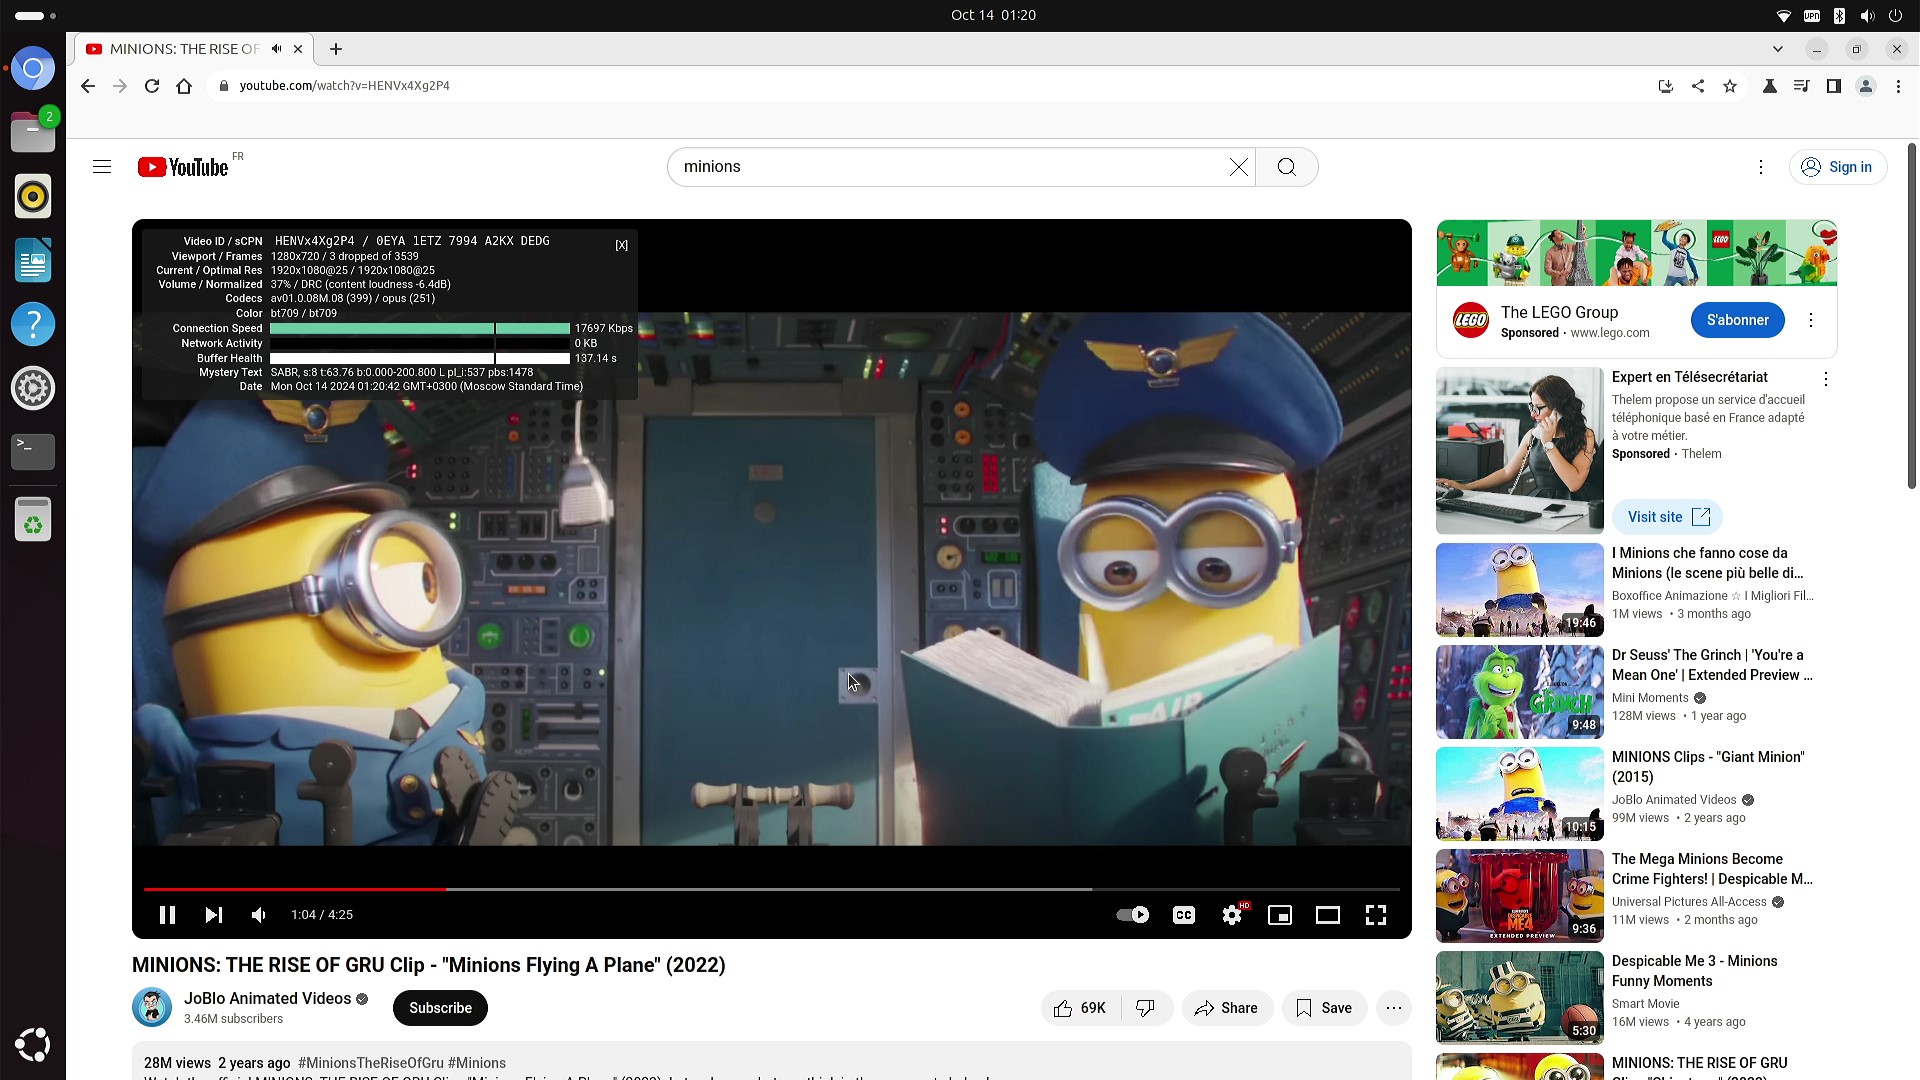 Oct 14 01:20
MINIONS: THE RISE OF
youtube.com/watch?v=HENVx4Xg2P4
2
VPN
YouTube FR
minions
Sign in
Video ID / sCPN HENVx4Xg2P4 / 0EYA 1ETZ 7994 A2KX DEDG [X]
Viewport / Frames 1280x720 / 3 dropped of 3539
Current / Optimal Res 1920x1080@25 / 1920x1080@25
Volume / Normalized 37% / DRC (content loudness -6.4dB)
Codecs av01.0.08M.08 (399) / opus (251)
Color bt709 / bt709
Connection Speed 17697 Kbps
Network Activity 0 KB
Buffer Health 137.14 s
Mystery Text SABR, s:8 t:63.76 b:0.000-200.800 L pl_i:537 pbs:1478
Date Mon Oct 14 2024 01:20:42 GMT+0300 (Moscow Standard Time)
AIR
1:04 / 4:25
CC
HD
MINIONS: THE RISE OF GRU Clip - "Minions Flying A Plane" (2022)
JoBlo Animated Videos
3.46M subscribers
Subscribe
69K
Share
Save
28M views 2 years ago #MinionsTheRiseOfGru #Minions
LEGO
LEGO
The LEGO Group
Sponsored · www.lego.com
S'abonner
Expert en Télésecrétariat
Thelem propose un service d'accueil
téléphonique basé en France adapté
à votre métier.
Sponsored · Thelem
Visit site
19:46
I Minions che fanno cose da
Minions (le scene più belle di...
Boxoffice Animazione ☆ I Migliori Fil...
1M views • 3 months ago
GRINCH
9:48
Dr Seuss' The Grinch | 'You're a
Mean One' | Extended Preview ...
Mini Moments
128M views • 1 year ago
10:15
MINIONS Clips - "Giant Minion"
(2015)
JoBlo Animated Videos
99M views • 2 years ago
DESPICABLE
ME4
EXTENDED PREVIEW
9:36
The Mega Minions Become
Crime Fighters! | Despicable M...
Universal Pictures All-Access
11M views • 2 months ago
5:30
Despicable Me 3 - Minions
Funny Moments
Smart Movie
16M views • 4 years ago
MINIONS: THE RISE OF GRU